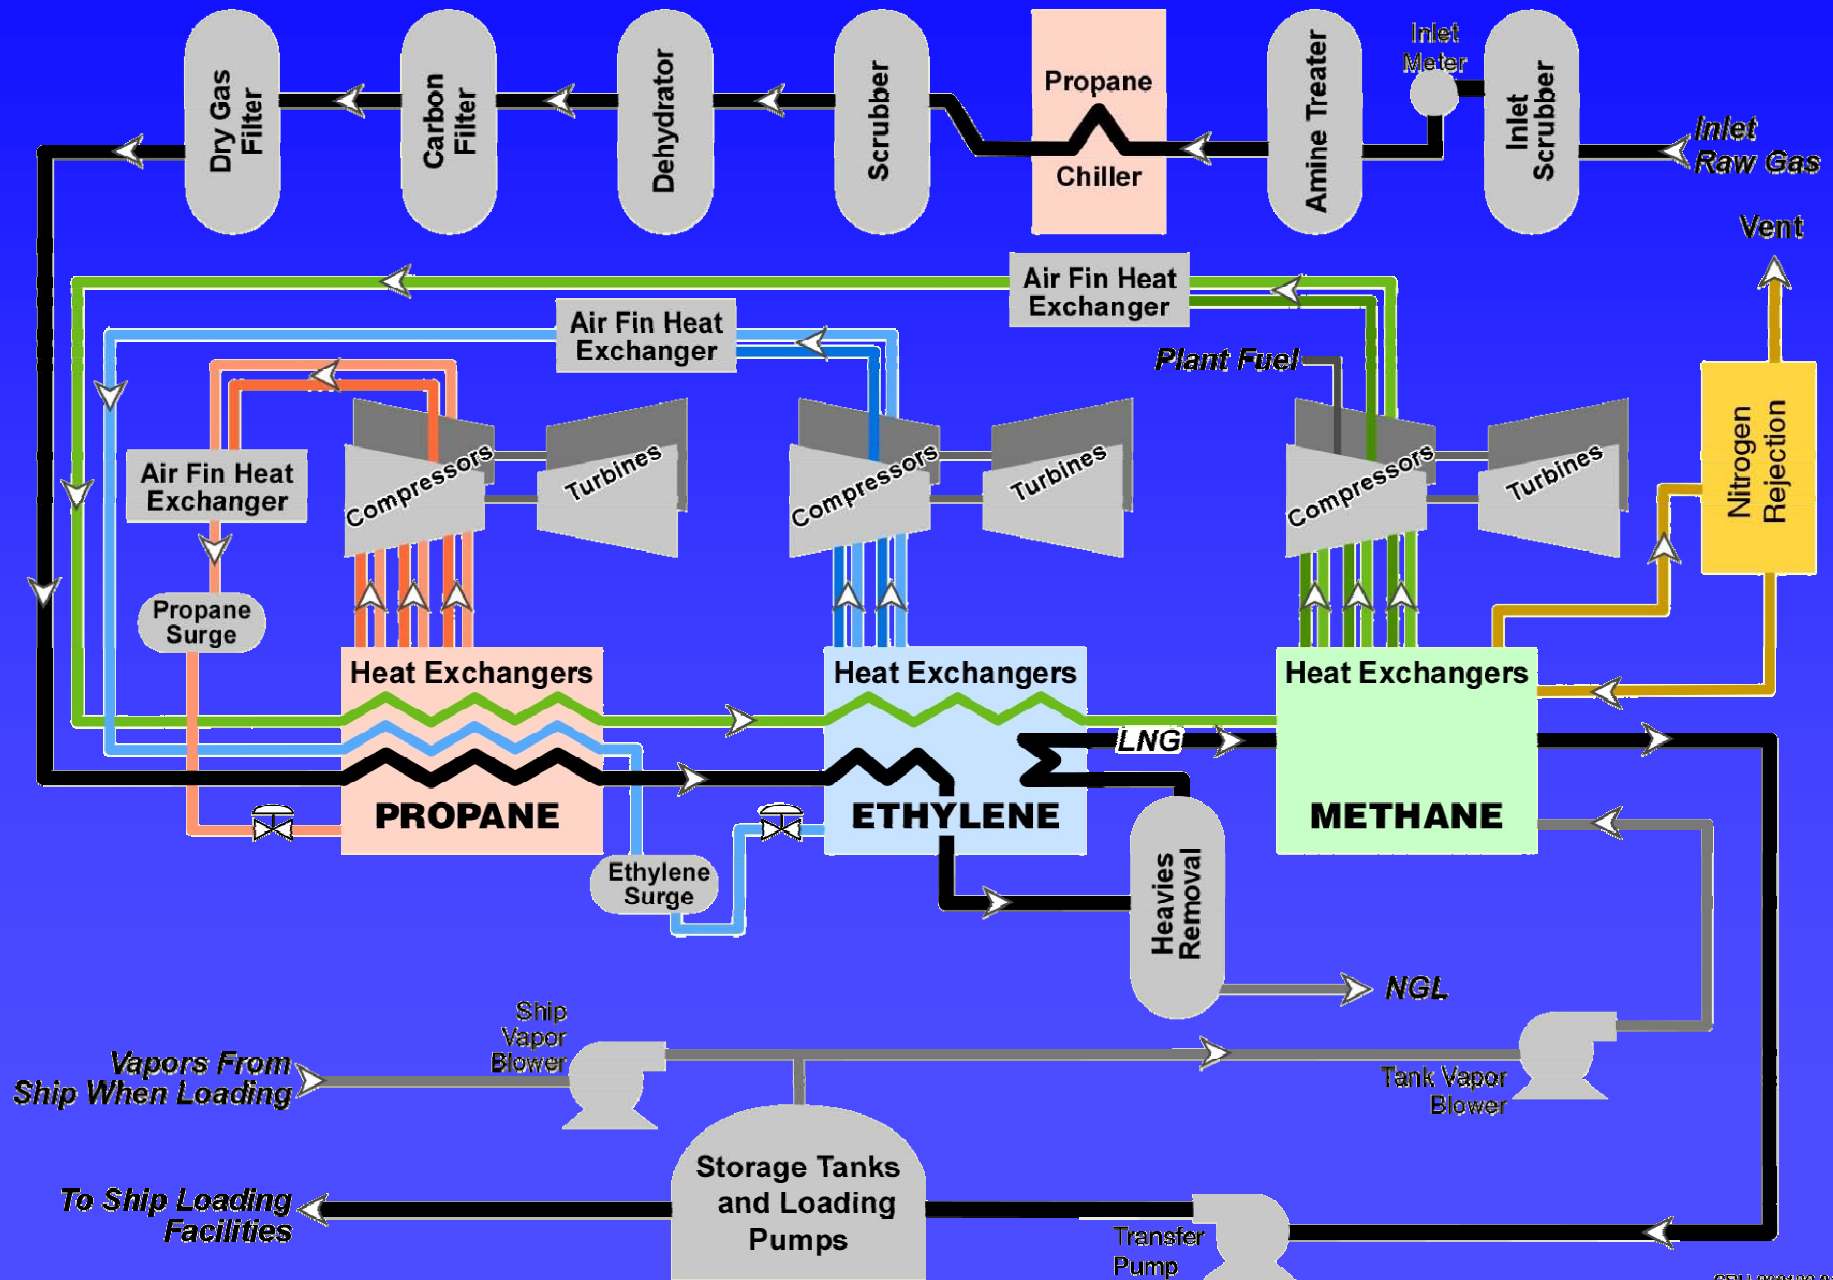 Dry Gas
Filter
Carbon
Filter
Dehydrator
Scrubber
Propane
Chiller
Amine Treater
Inlet
Meter
Inlet
Scrubber
Inlet
Raw Gas
Vent
Air Fin Heat
Exchanger
Air Fin Heat
Exchanger
Plant Fuel
Air Fin Heat
Exchanger
Compressors
Turbines
Compressors
Turbines
Compressors
Turbines
Nitrogen
Rejection
Propane
Surge
Heat Exchangers
PROPANE
Heat Exchangers
ETHYLENE
LNG
Heat Exchangers
METHANE
Ethylene
Surge
Heavies
Removal
NGL
Ship
Vapor
Blower
Vapors From
Ship When Loading
Tank Vapor
Blower
Storage Tanks
and Loading
Pumps
To Ship Loading
Facilities
Transfer
Pump